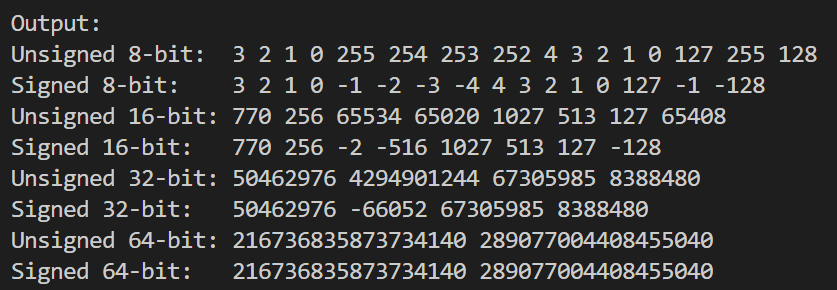 Output:
Unsigned 8-bit:  3 2 1 0 255 254 253 252 4 3 2 1 0 127 255 128
Signed 8-bit:    3 2 1 0 -1 -2 -3 -4 4 3 2 1 0 127 -1 -128
Unsigned 16-bit: 770 256 65534 65020 1027 513 127 65408
Signed 16-bit:   770 256 -2 -516 1027 513 127 -128
Unsigned 32-bit: 50462976 4294901244 67305985 8388480
Signed 32-bit:   50462976 -66052 67305985 8388480
Unsigned 64-bit: 216736835873734140 289077004408455040
Signed 64-bit:   216736835873734140 289077004408455040